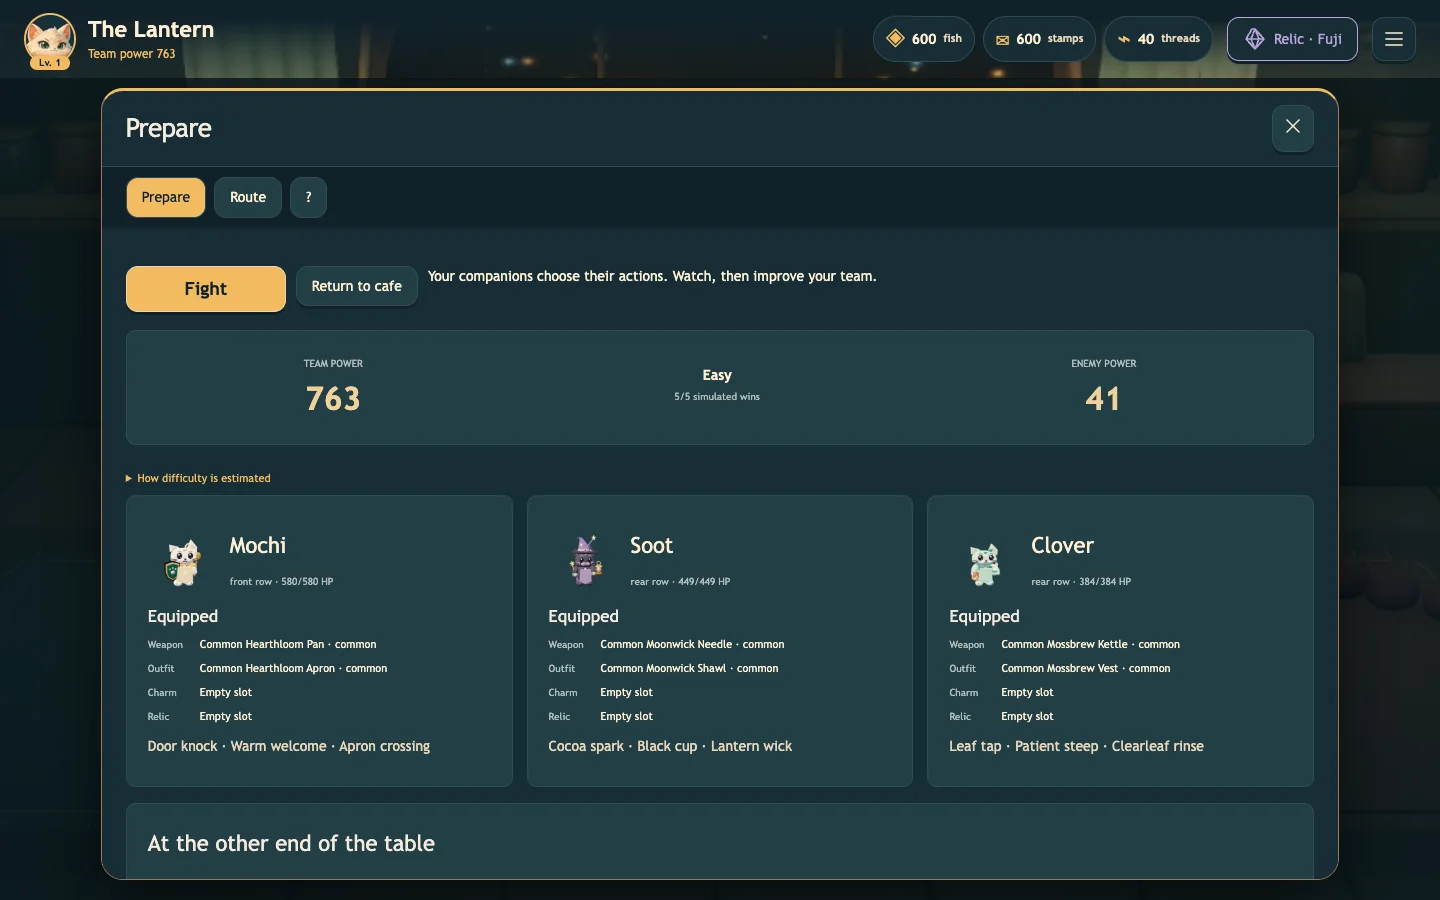 The Lantern
Team power 763
Lv. 1
600 fish
600 stamps
40 threads
Relic · Fuji
Prepare
Prepare
Route
?
Fight
Return to cafe
Your companions choose their actions. Watch, then improve your team.
TEAM POWER
763
Easy
5/5 simulated wins
ENEMY POWER
41
How difficulty is estimated
Mochi
front row · 580/580 HP
Equipped
Weapon Common Hearthloom Pan · common
Outfit Common Hearthloom Apron · common
Charm Empty slot
Relic Empty slot
Door knock · Warm welcome · Apron crossing
Soot
rear row · 449/449 HP
Equipped
Weapon Common Moonwick Needle · common
Outfit Common Moonwick Shawl · common
Charm Empty slot
Relic Empty slot
Cocoa spark · Black cup · Lantern wick
Clover
rear row · 384/384 HP
Equipped
Weapon Common Mossbrew Kettle · common
Outfit Common Mossbrew Vest · common
Charm Empty slot
Relic Empty slot
Leaf tap · Patient steep · Clearleaf rinse
At the other end of the table